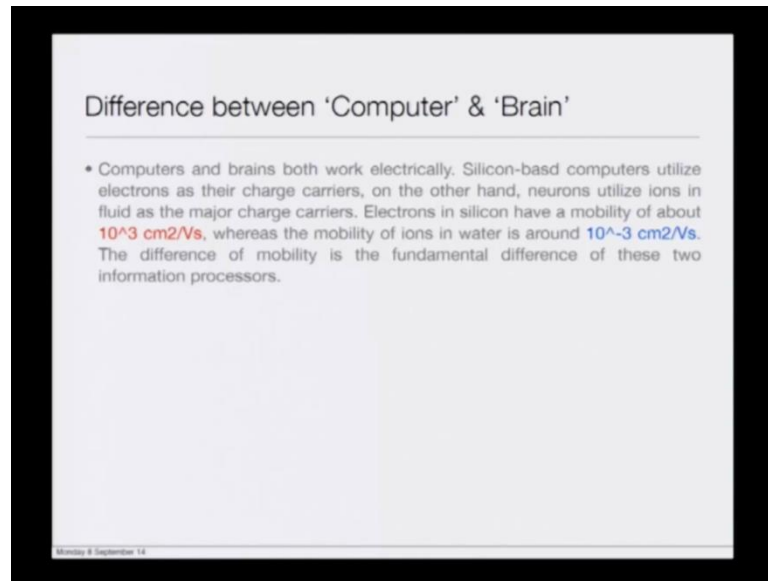 Difference between ‘Computer’ & ‘Brain’
• Computers and brains both work electrically. Silicon-basd computers utilize
electrons as their charge carriers, on the other hand, neurons utilize ions in
fluid as the major charge carriers. Electrons in silicon have a mobility of about
10^3 cm2/Vs, whereas the mobility of ions in water is around 10^-3 cm2/Vs.
The difference of mobility is the fundamental difference of these two
information processors.
Monday 8 September 14